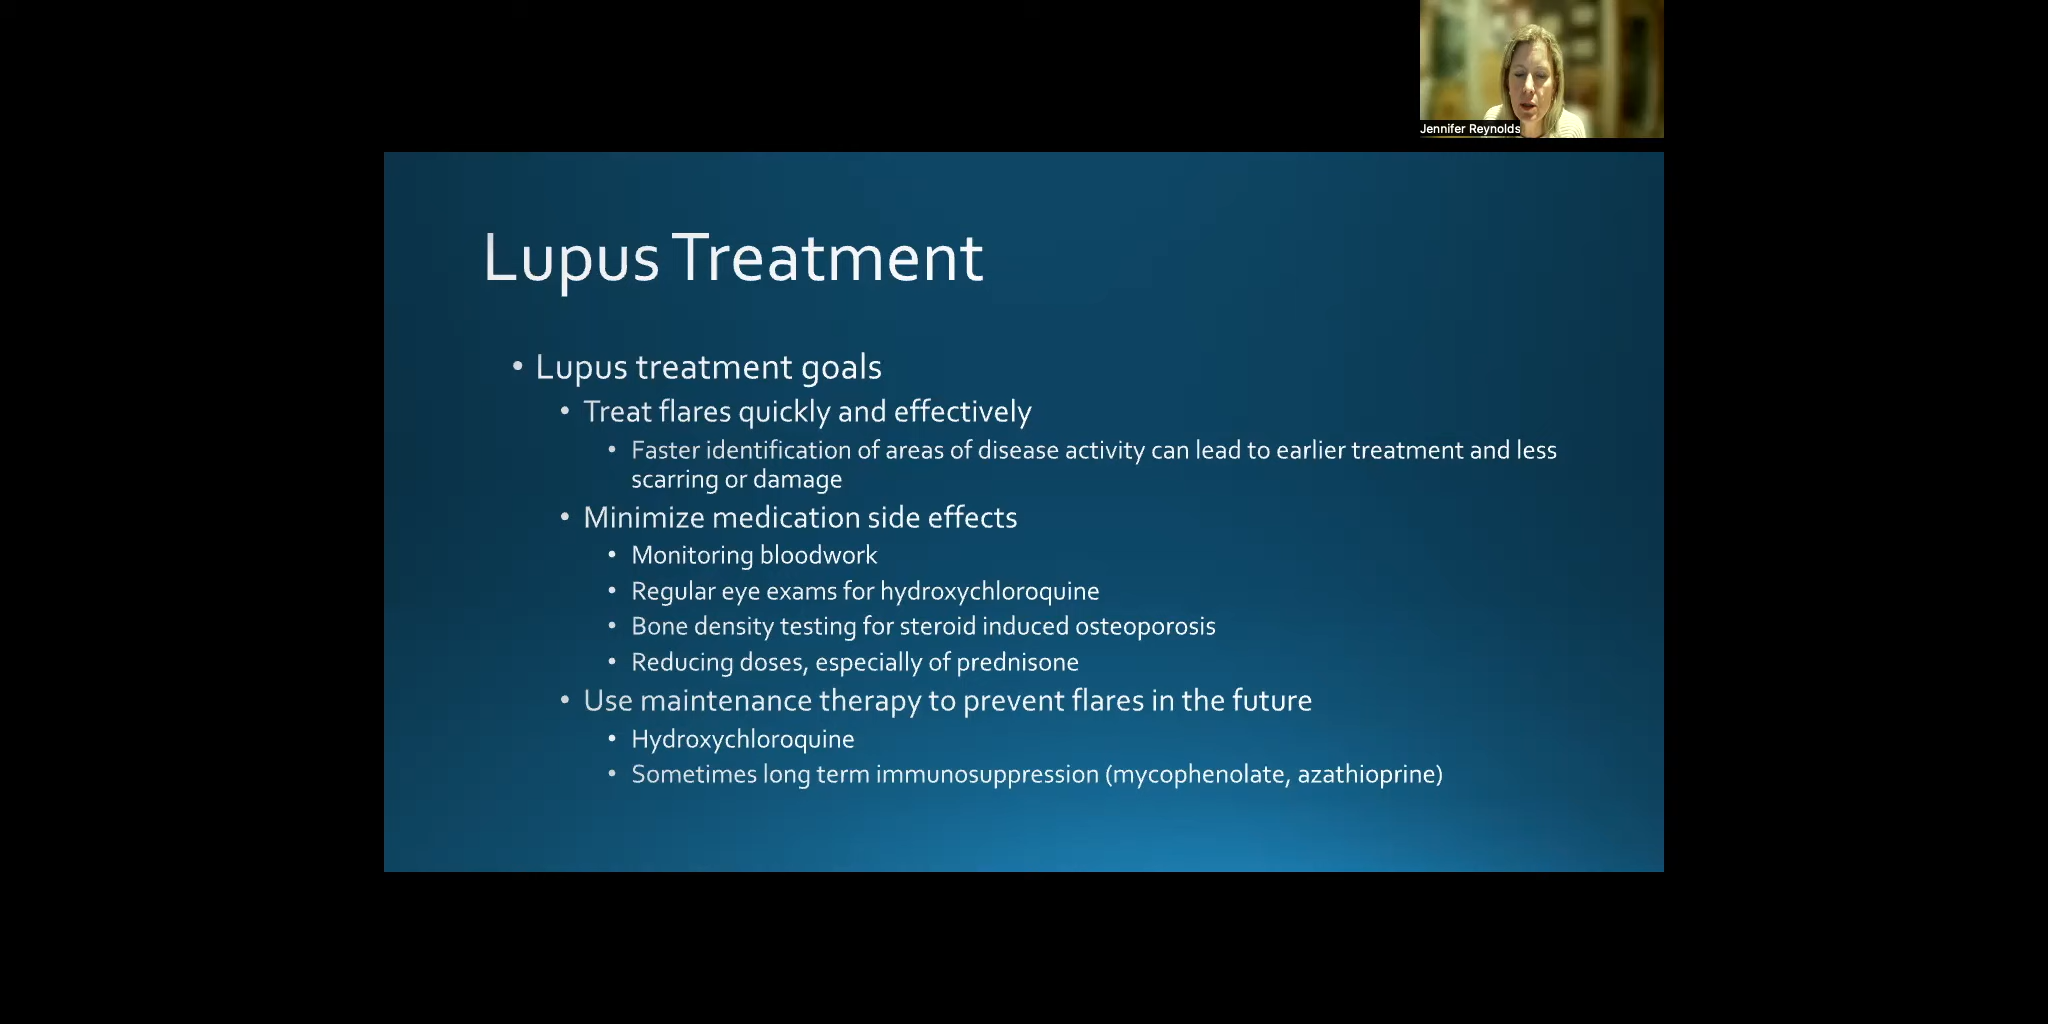 Jennifer Reynolds
Lupus Treatment
• Lupus treatment goals
• Treat flares quickly and effectively
• Faster identification of areas of disease activity can lead to earlier treatment and less
scarring or damage
• Minimize medication side effects
• Monitoring bloodwork
• Regular eye exams for hydroxychloroquine
• Bone density testing for steroid induced osteoporosis
• Reducing doses, especially of prednisone
• Use maintenance therapy to prevent flares in the future
• Hydroxychloroquine
• Sometimes long term immunosuppression (mycophenolate, azathioprine)